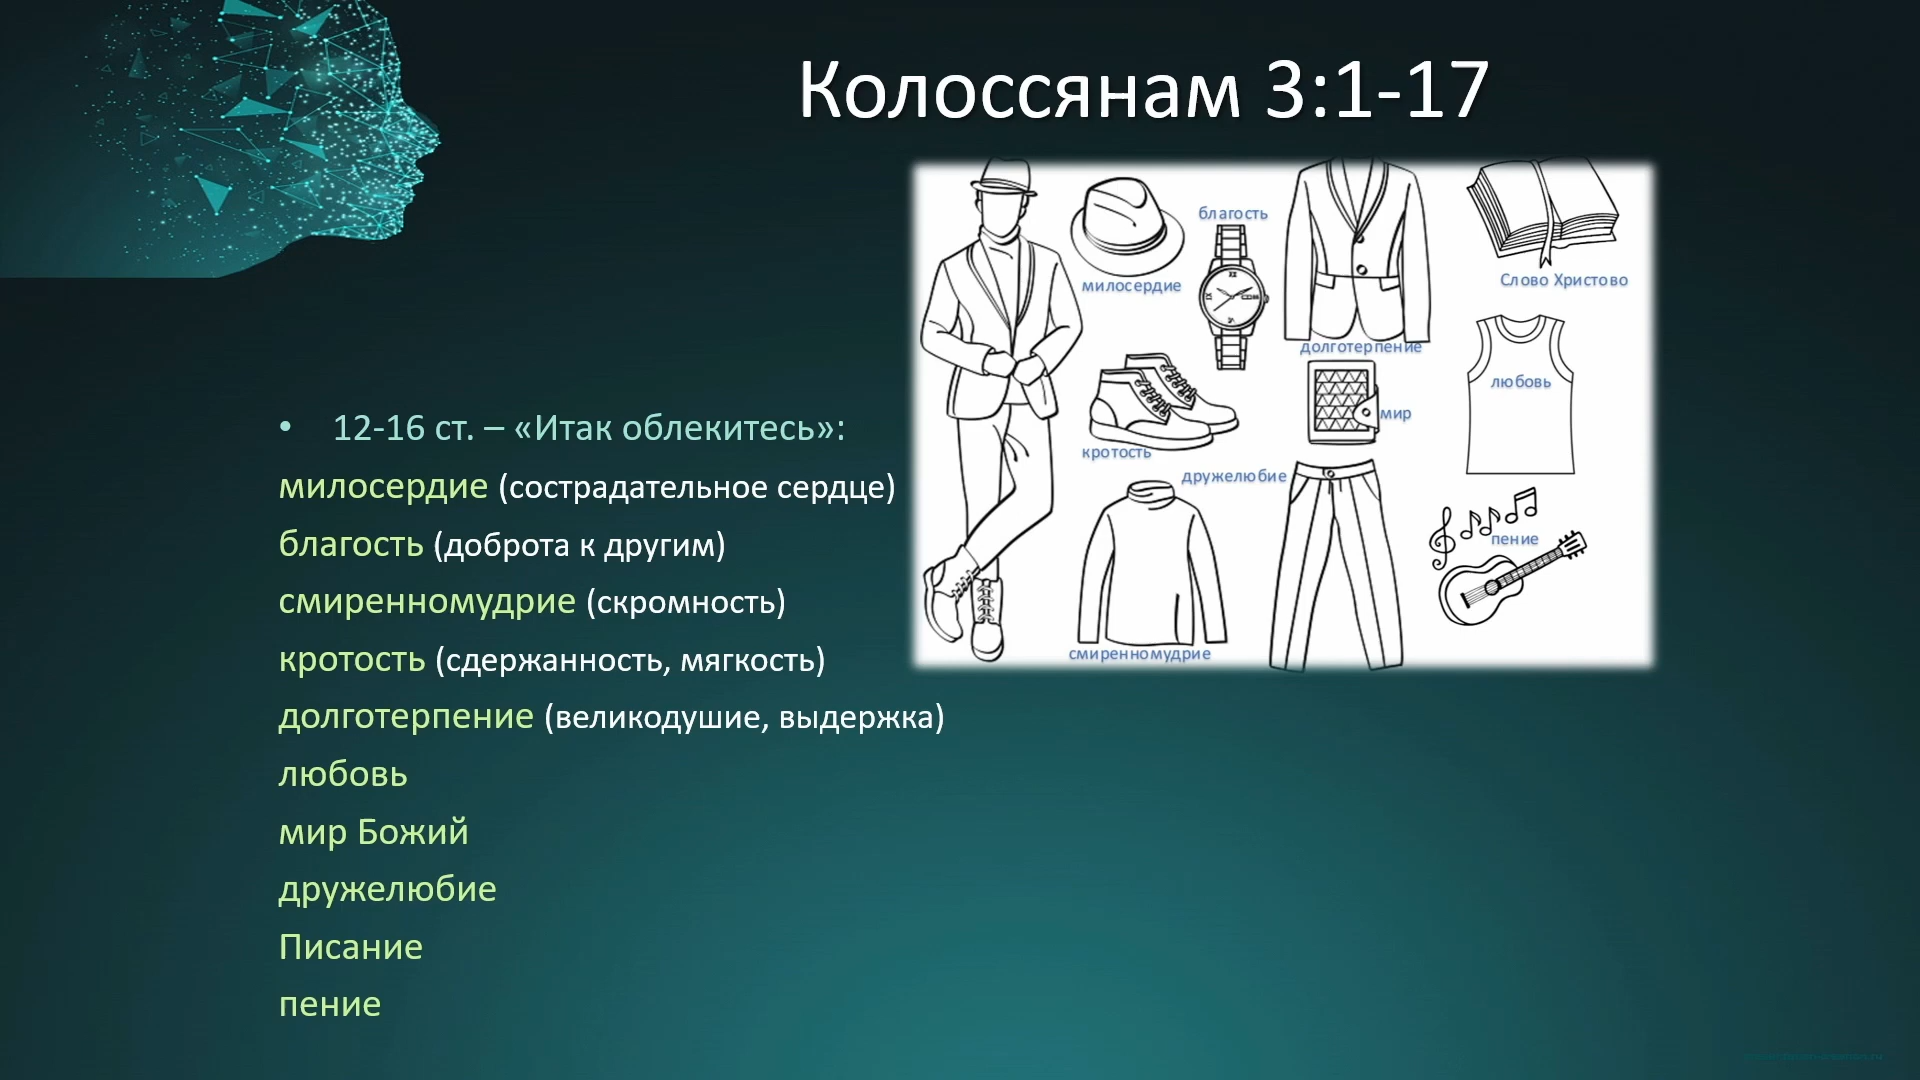 Колоссянам 3:1-17
благость
милосердие
Слово Христово
долготерпение
любовь
мир
кротость
дружелюбие
пение
смиренномудрие
• 12-16 ст. – «Итак облекитесь»:
милосердие (сострадательное сердце)
благость (доброта к другим)
смиренномудрие (скромность)
кротость (сдержанность, мягкость)
долготерпение (великодушие, выдержка)
любовь
мир Божий
дружелюбие
Писание
пение